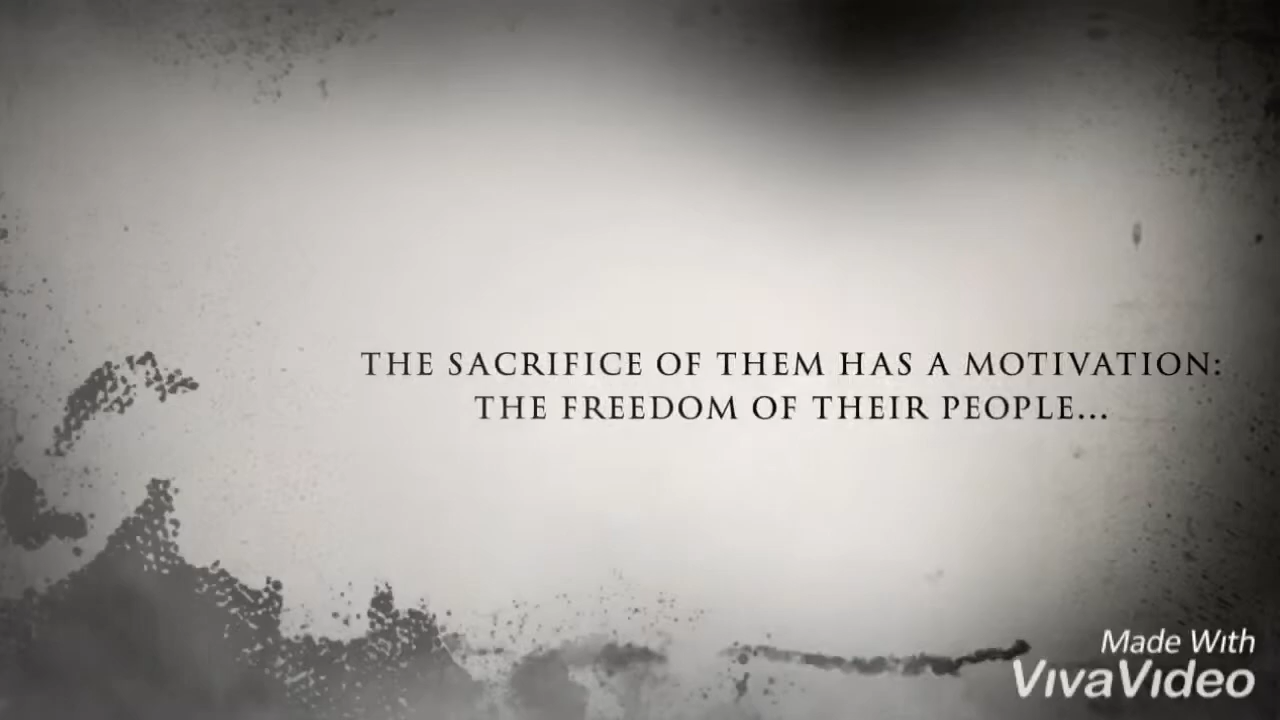 THE SACRIFICE OF THEM HAS A MOTIVATION:
THE FREEDOM OF THEIR PEOPLE...
Made With
VivaVideo